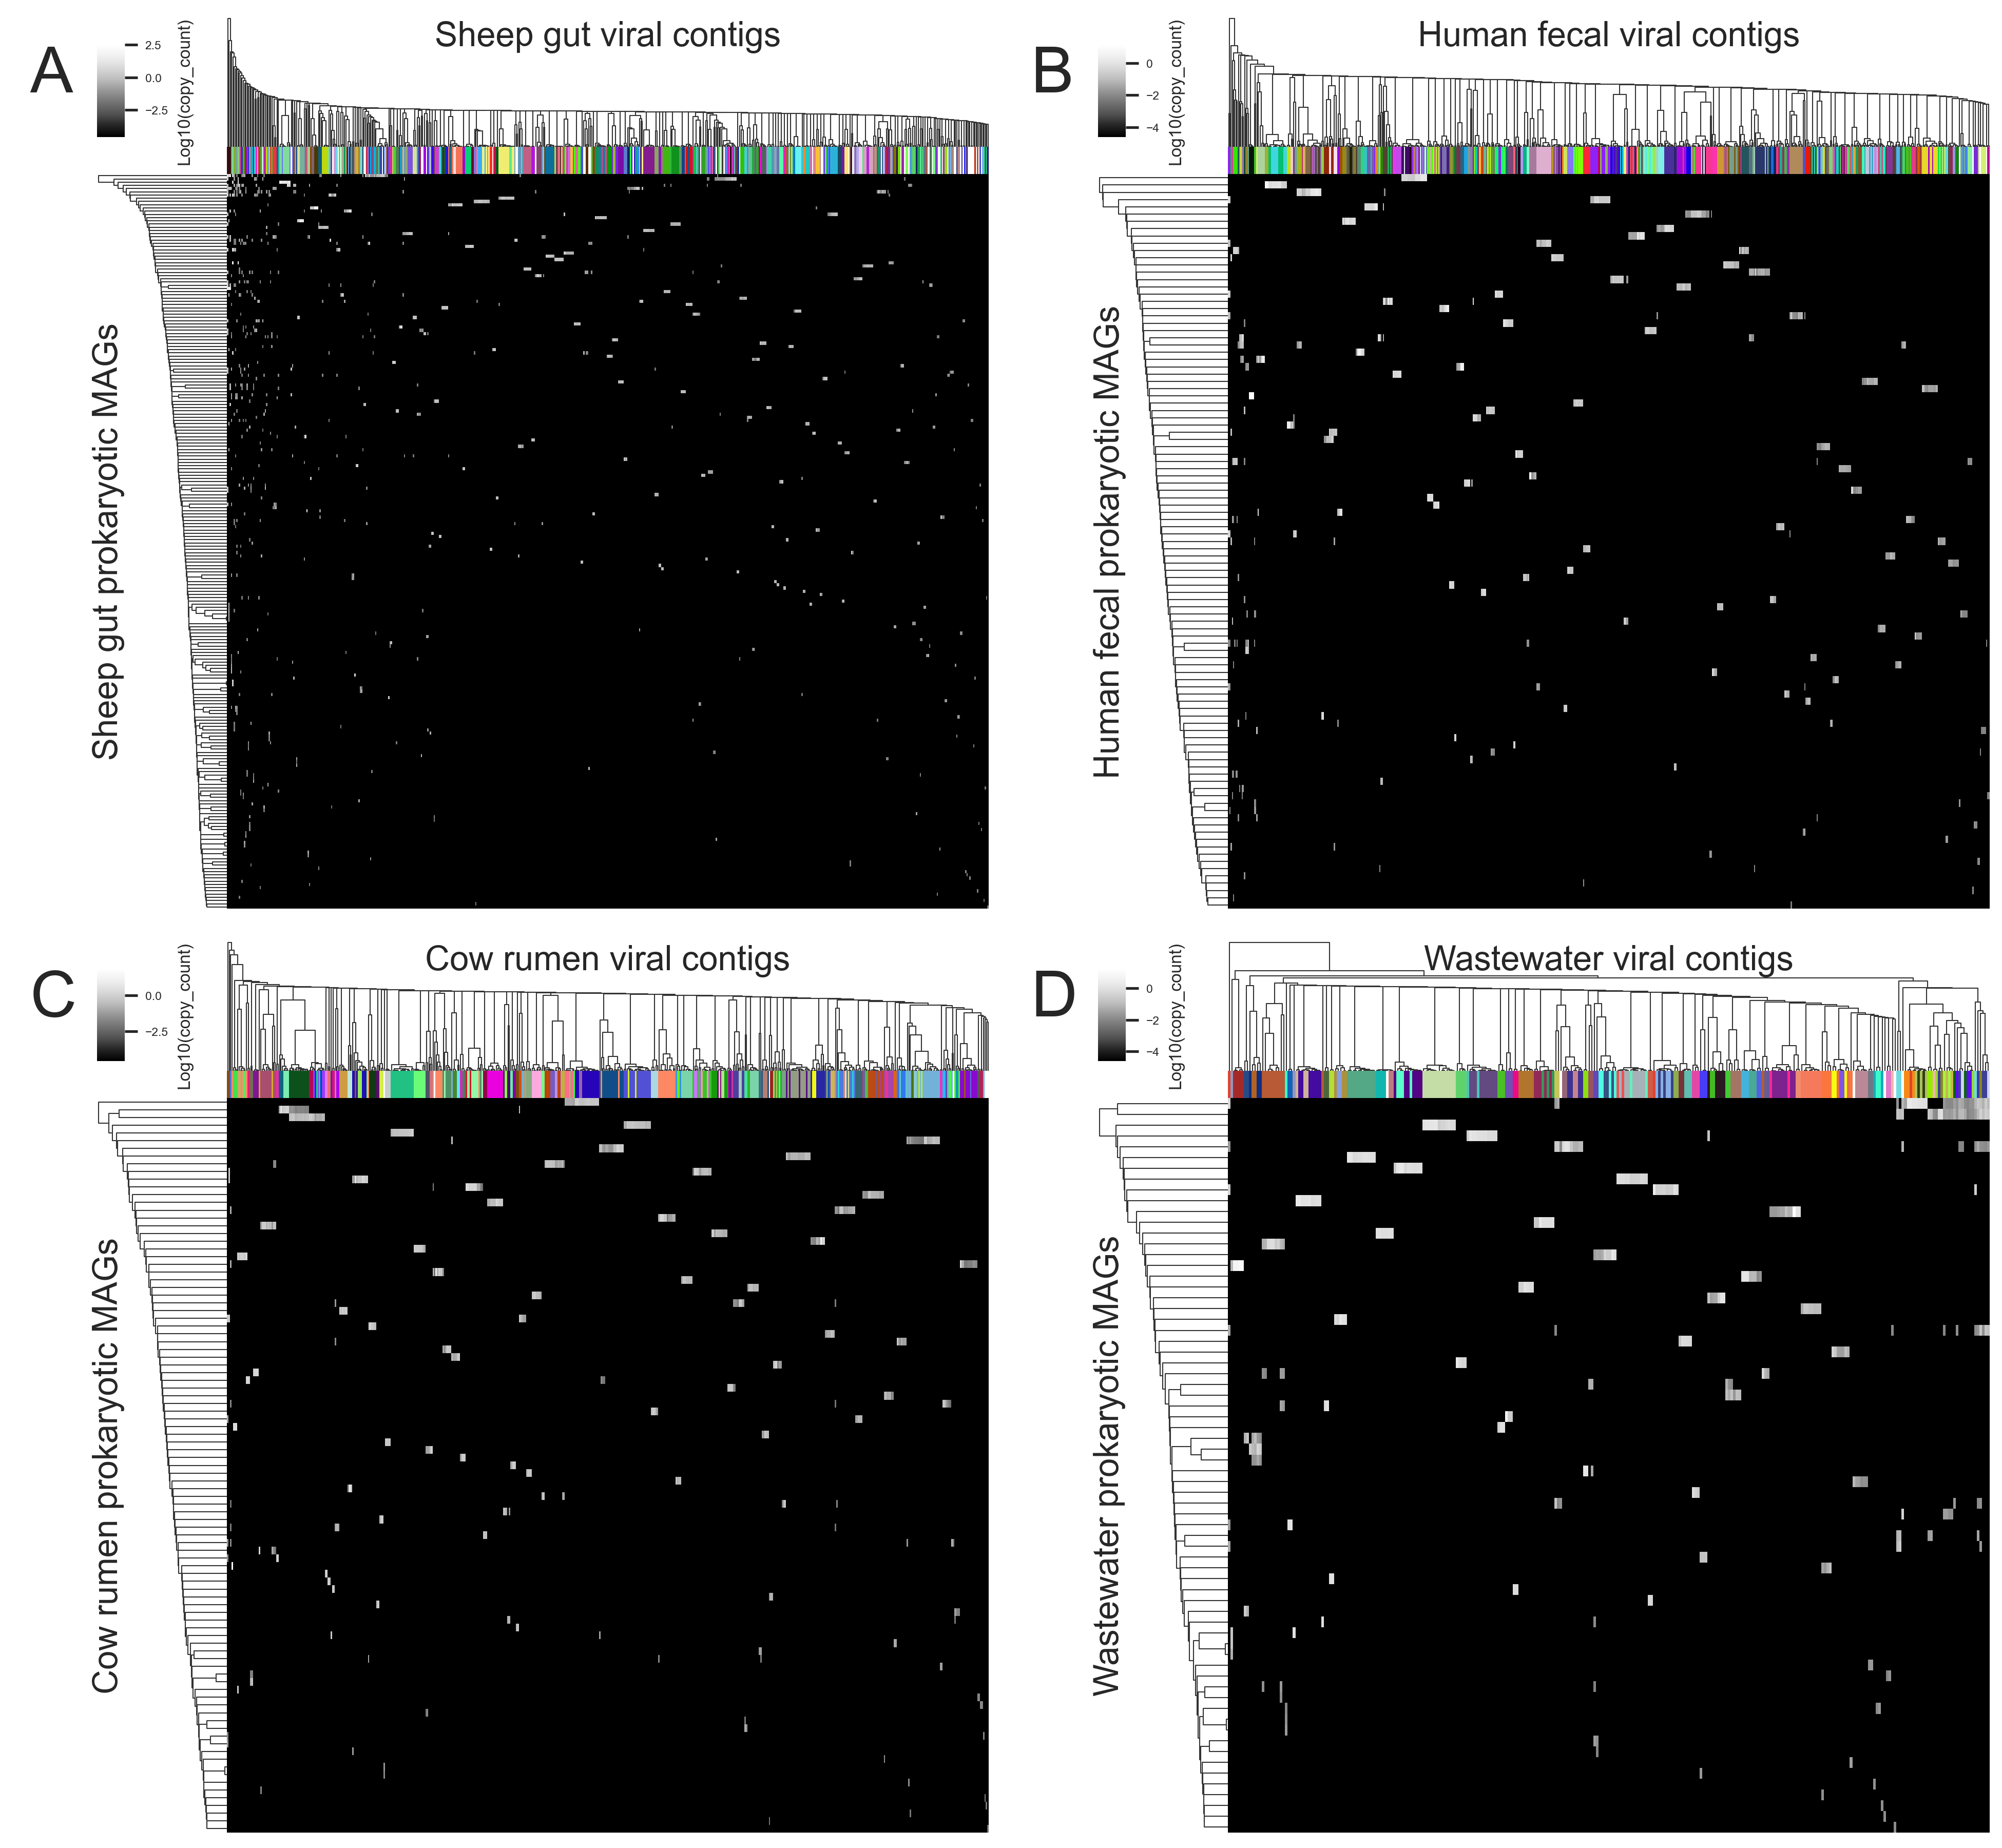 A
2.5
0.0
−2.5
Log10(copy_count)
Sheep gut viral contigs
Sheep gut prokaryotic MAGs
B
0
−2
−4
Log10(copy_count)
Human fecal viral contigs
Human fecal prokaryotic MAGs
C
0.0
−2.5
Log10(copy_count)
Cow rumen viral contigs
Cow rumen prokaryotic MAGs
D
0
−2
−4
Log10(copy_count)
Wastewater viral contigs
Wastewater prokaryotic MAGs